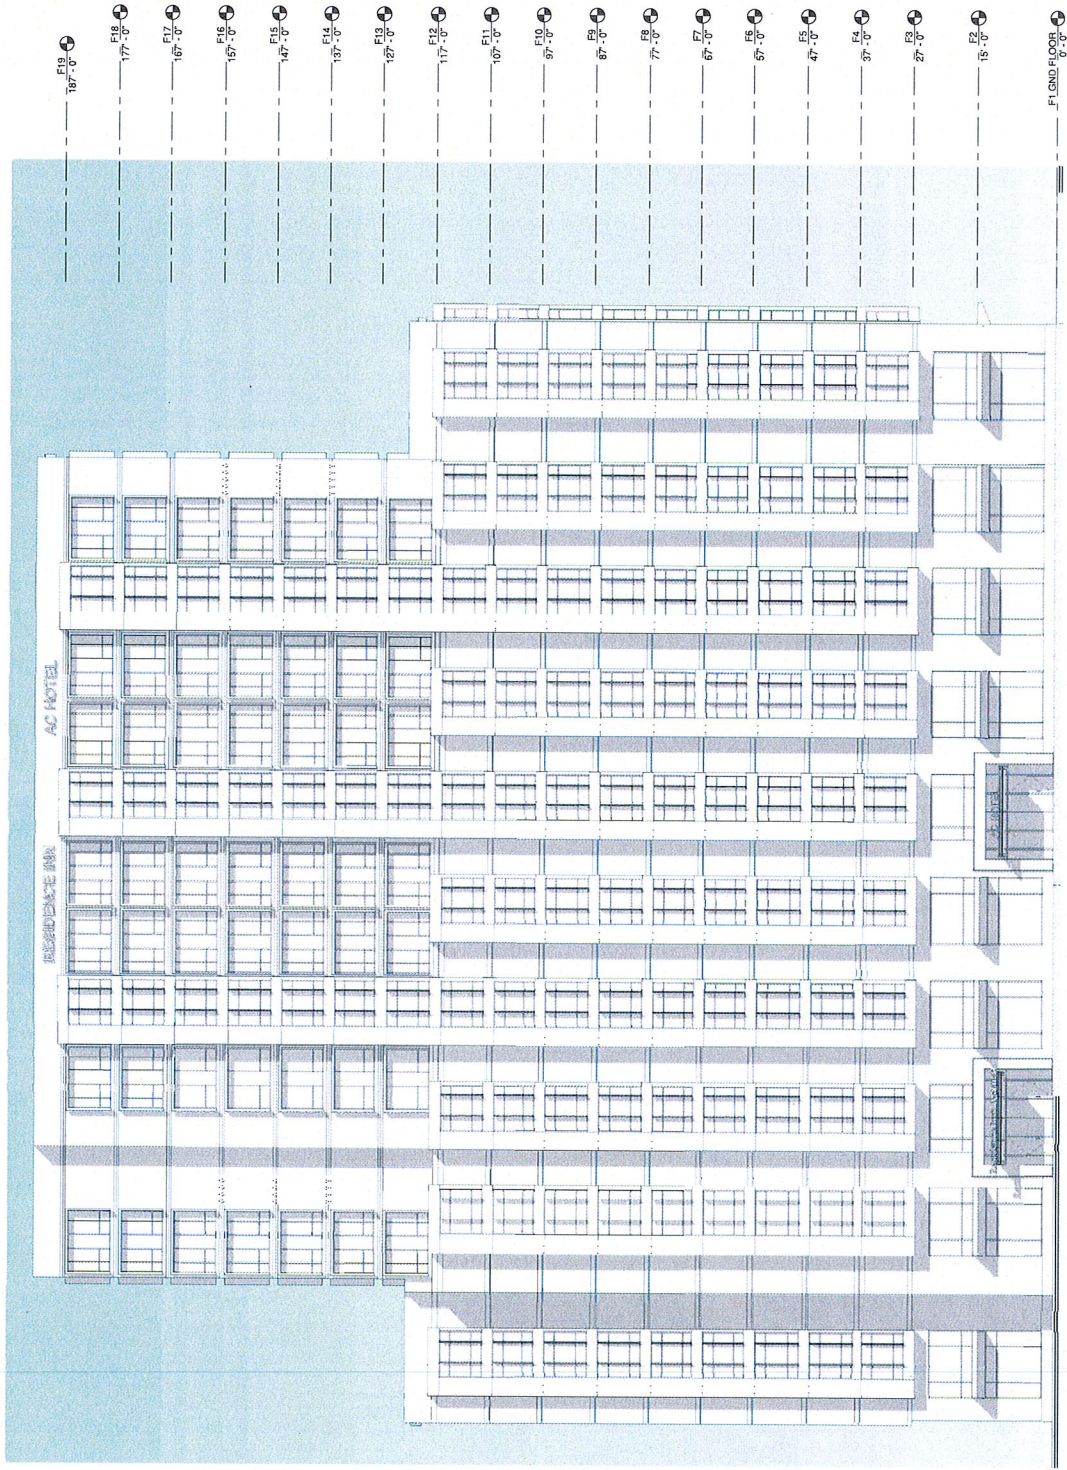 F19
187' - 0"
F18
177' - 0"
F17
167' - 0"
F16
157' - 0"
F15
147' - 0"
F14
137' - 0"
F13
127' - 0"
F12
117' - 0"
F11
107' - 0"
F10
97' - 0"
F9
87' - 0"
F8
77' - 0"
F7
67' - 0"
F6
57' - 0"
F5
47' - 0"
F4
37' - 0"
F3
27' - 0"
F2
15' - 0"
F1 GND FLOOR
0' - 0"
RESIDENCE INN
AC HOTEL
AC HOTEL